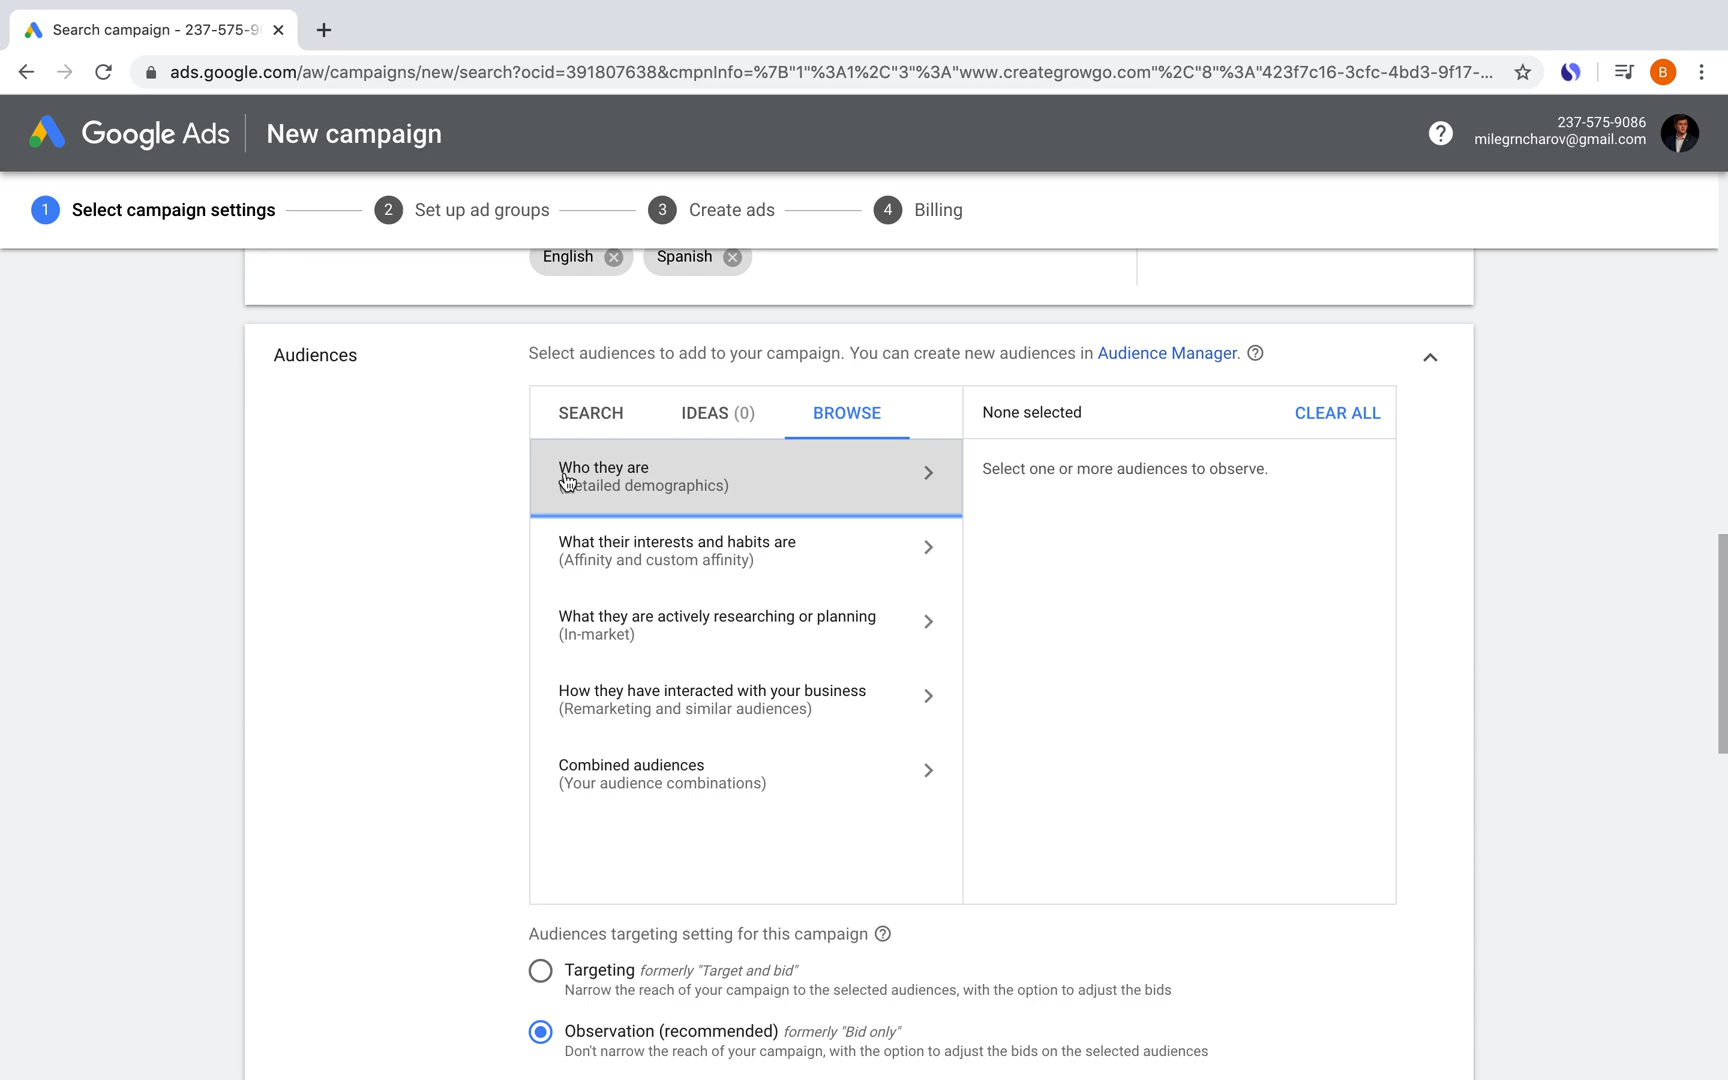 Search campaign - 237-575-9
ads.google.com/aw/campaigns/new/search?ocid=391807638&cmpnInfo=%7B"1"%3A1%2C"3"%3A"www.creategrowgo.com"%2C"8"%3A"423f7c16-3cfc-4bd3-9f17-...
B
Google Ads
New campaign
237-575-9086
milegrncharov@gmail.com
1 Select campaign settings
2 Set up ad groups
3 Create ads
4 Billing
English
Spanish
Audiences
Select audiences to add to your campaign. You can create new audiences in Audience Manager.
SEARCH
IDEAS (0)
BROWSE
None selected
CLEAR ALL
Who they are
(Detailed demographics)
Select one or more audiences to observe.
What their interests and habits are
(Affinity and custom affinity)
What they are actively researching or planning
(In-market)
How they have interacted with your business
(Remarketing and similar audiences)
Combined audiences
(Your audience combinations)
Audiences targeting setting for this campaign
Targeting formerly "Target and bid"
Narrow the reach of your campaign to the selected audiences, with the option to adjust the bids
Observation (recommended) formerly "Bid only"
Don't narrow the reach of your campaign, with the option to adjust the bids on the selected audiences